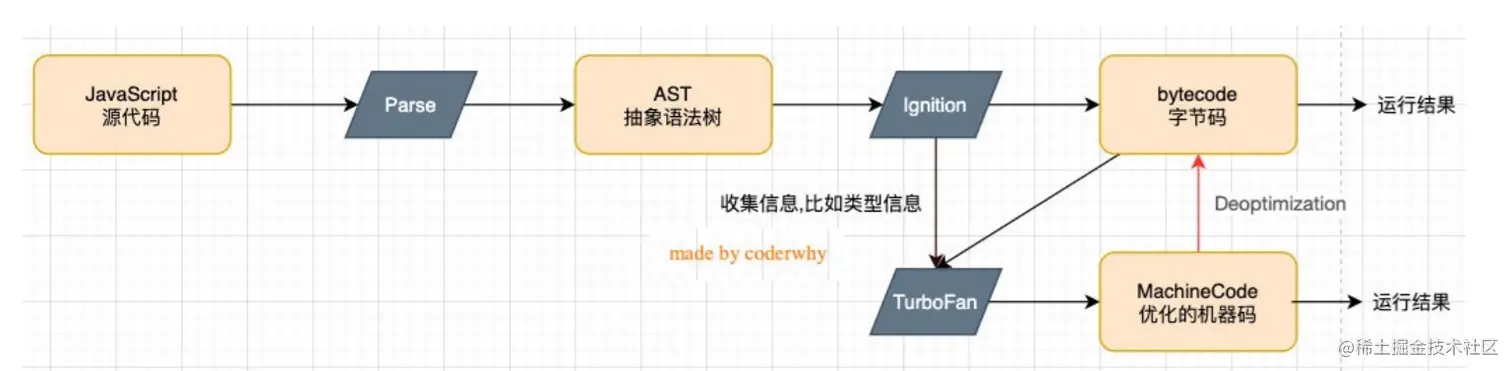 JavaScript
源代码
Parse
AST
抽象语法树
Ignition
bytecode
字节码
运行结果
收集信息,比如类型信息
Deoptimization
made by coderwhy
TurboFan
MachineCode
优化的机器码
运行结果
@稀土掘金技术社区